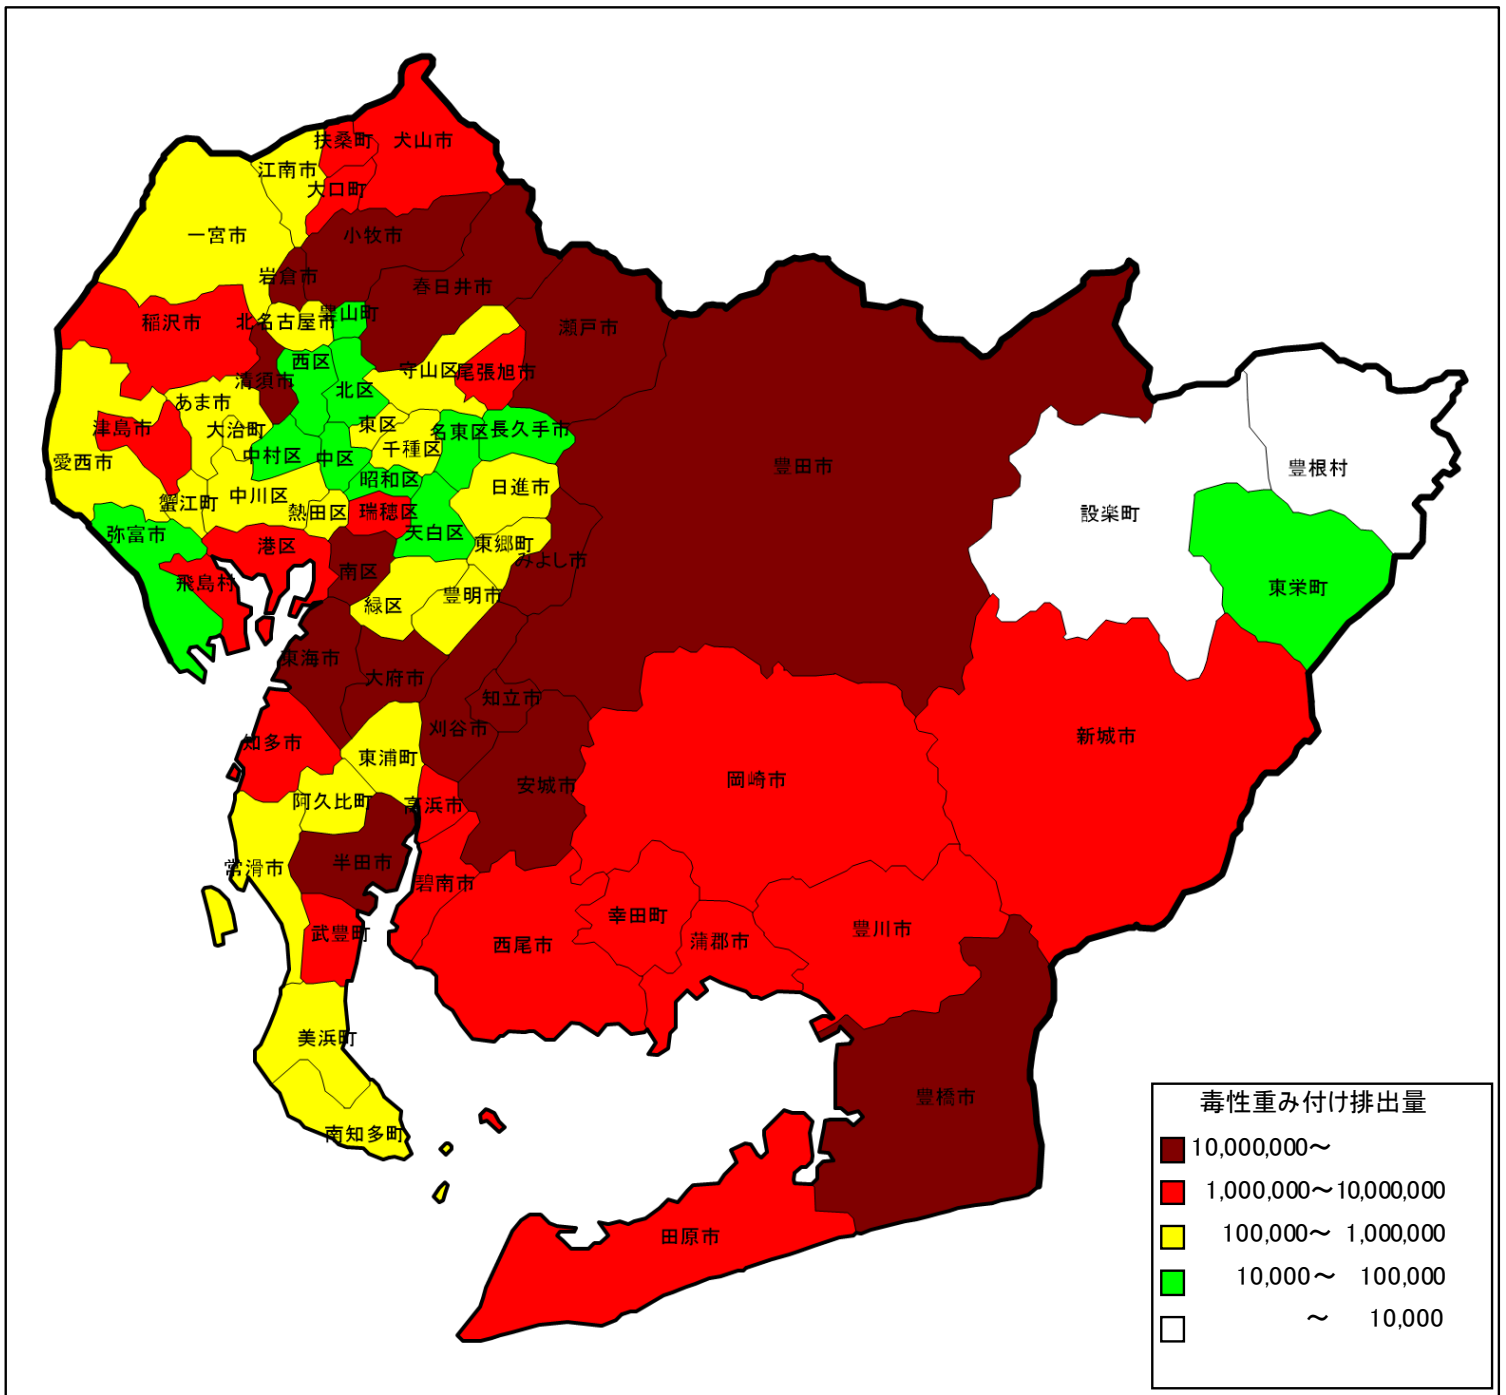 扶桑町
犬山市
江南市
大口町
一宮市
小牧市
岩倉市
春日井市
豊山町
稲沢市
北名古屋市
瀬戸市
西区
守山区
尾張旭市
清須市
北区
あま市
東区
津島市
大治町
名東区
長久手市
千種区
中村区
中区
愛西市
豊田市
豊根村
昭和区
日進市
中川区
蟹江町
熱田区
瑞穂区
設楽町
弥富市
天白区
港区
東郷町
みよし市
南区
飛島村
東栄町
豊明市
緑区
東海市
大府市
知立市
刈谷市
新城市
知多市
東浦町
岡崎市
安城市
阿久比町
高浜市
半田市
常滑市
碧南市
幸田町
豊川市
武豊町
蒲郡市
西尾市
美浜町
豊橋市
南知多町
田原市
毒性重み付け排出量
10,000,000～
1,000,000～10,000,000
100,000～ 1,000,000
10,000～ 100,000
～ 10,000